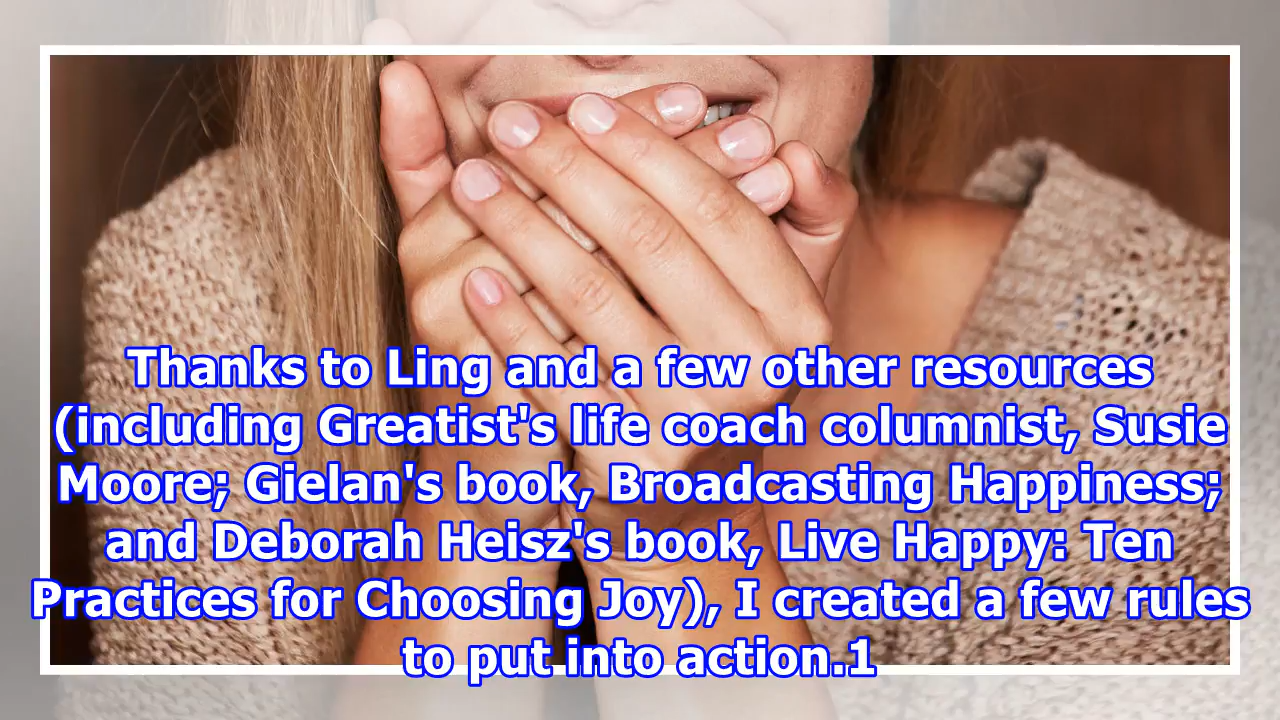 Thanks to Ling and a few other resources
(including Greatist's life coach columnist, Susie
Moore; Gielan's book, Broadcasting Happiness;
and Deborah Heisz's book, Live Happy: Ten
Practices for Choosing Joy), I created a few rules
to put into action.1